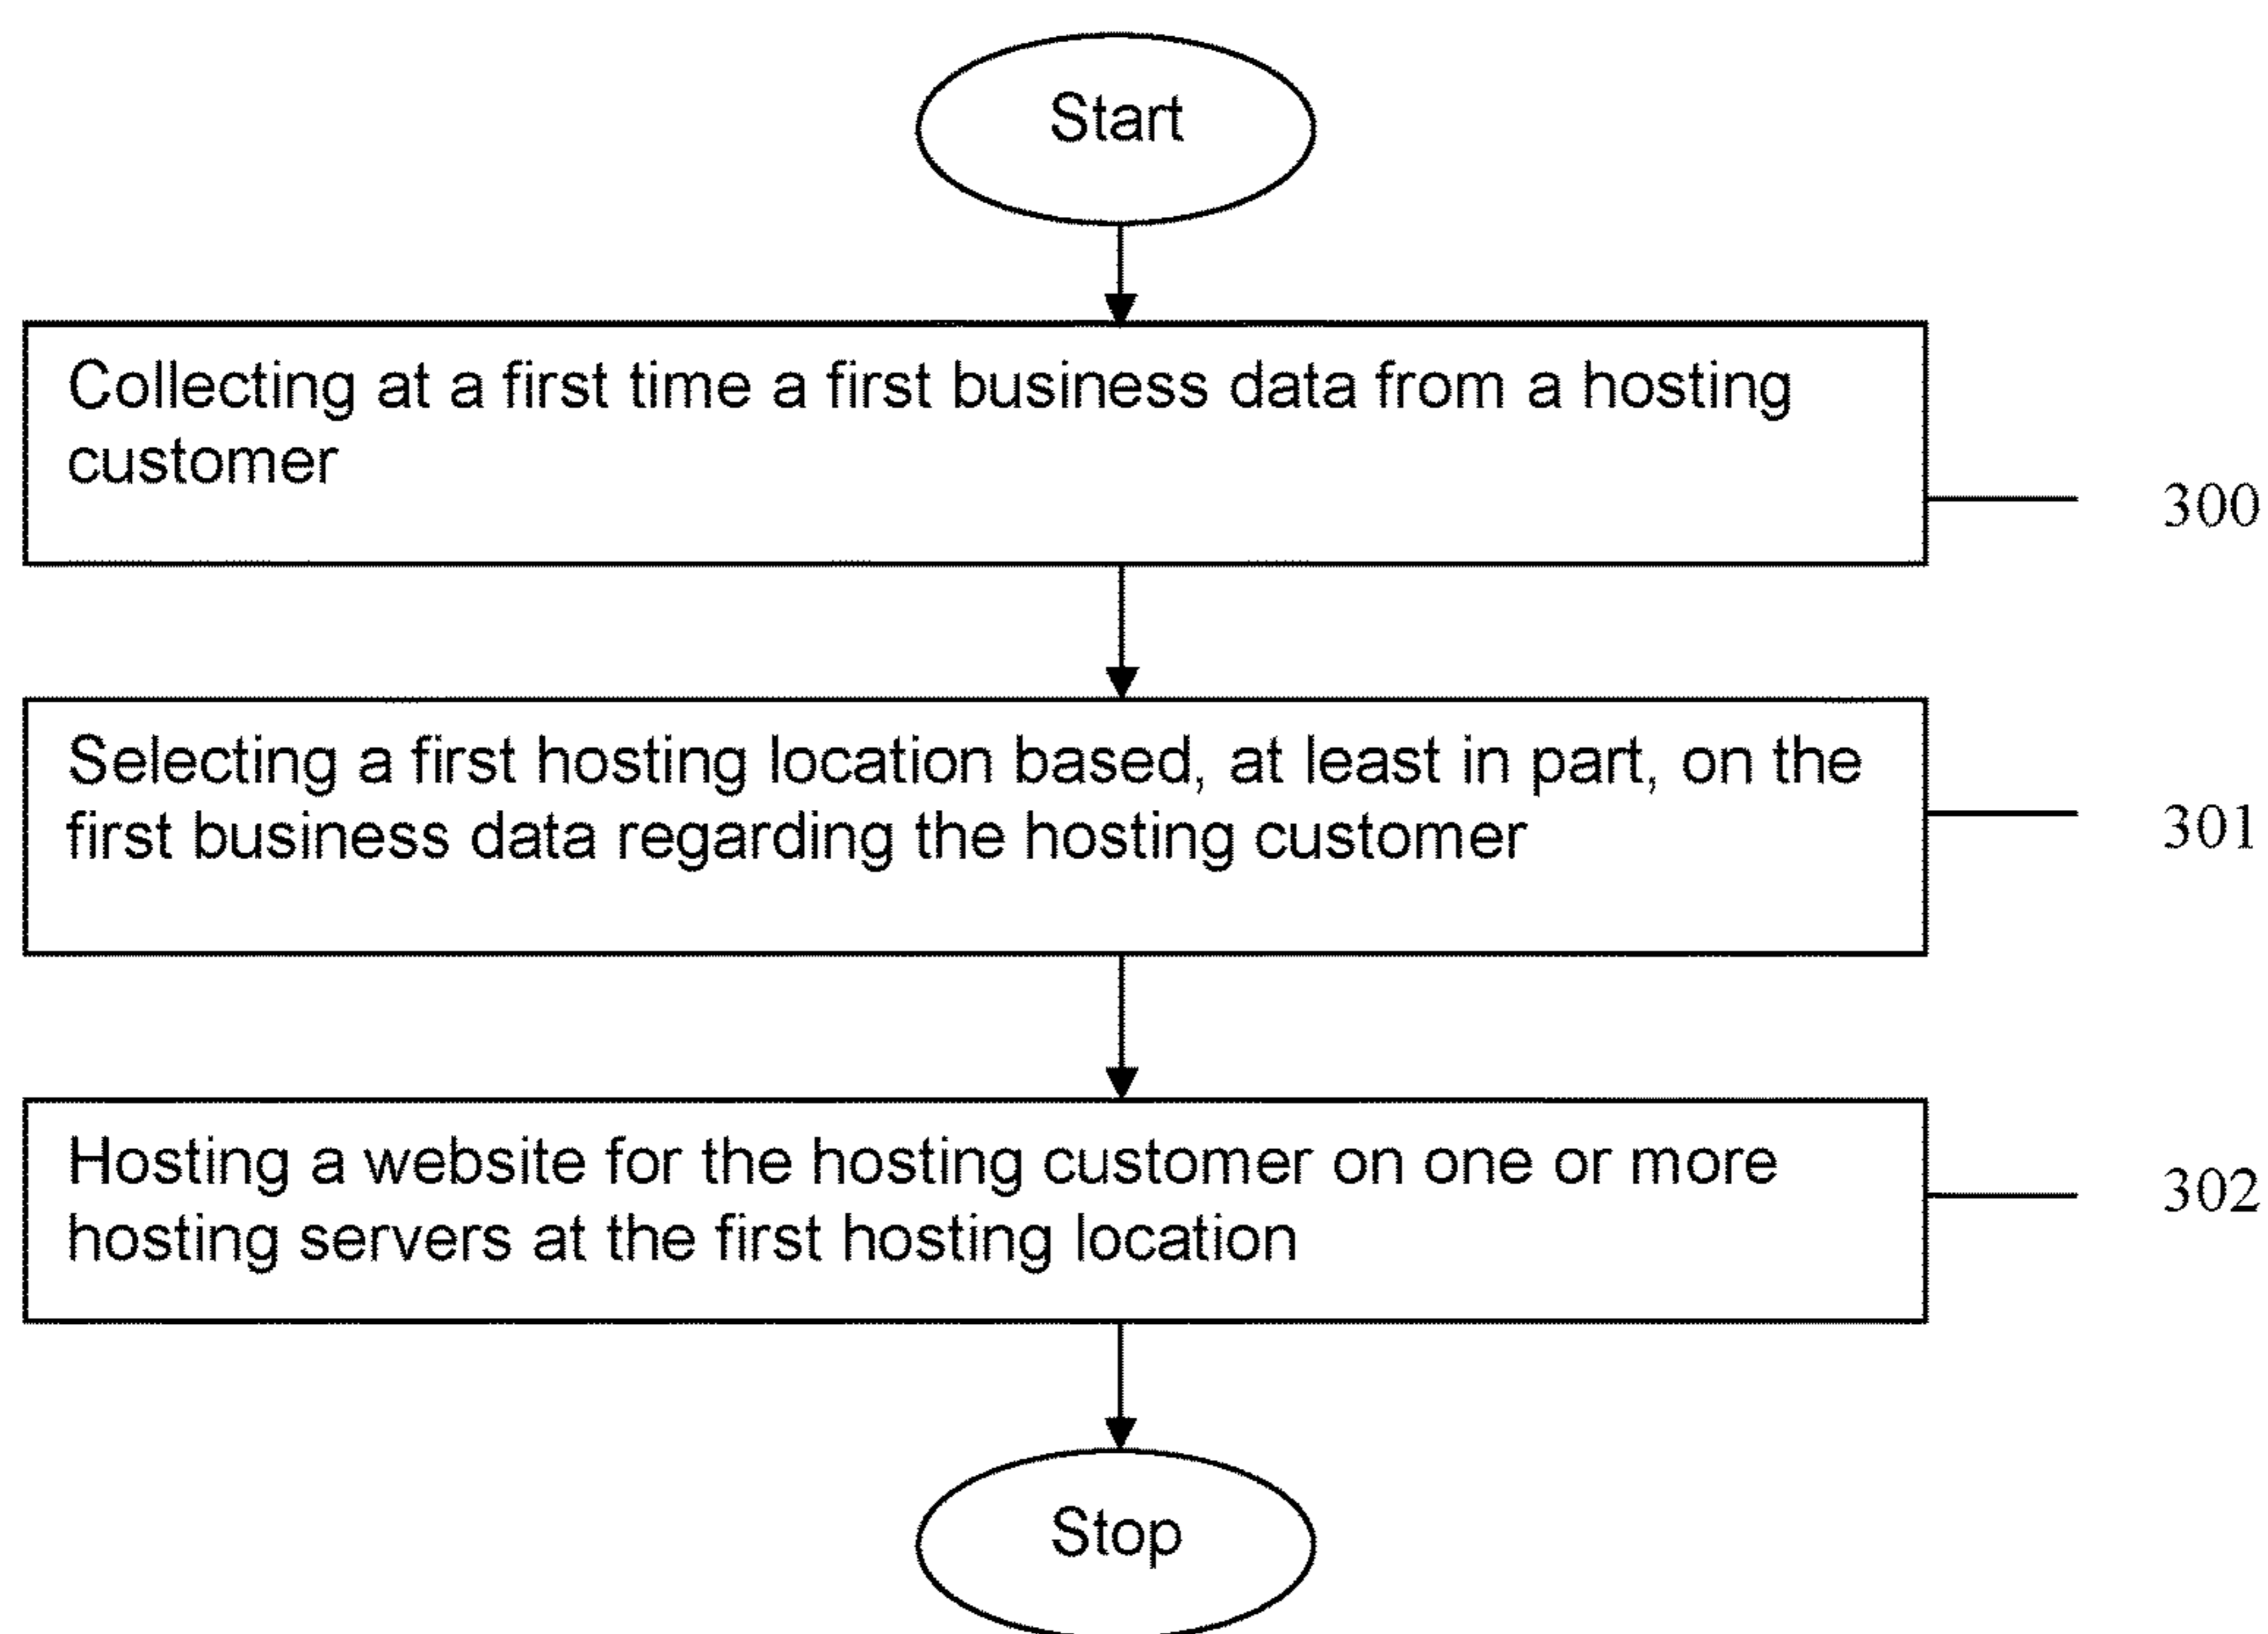 Start
Collecting at a first time a first business data from a hosting
customer
300
Selecting a first hosting location based, at least in part, on the
first business data regarding the hosting customer
301
Hosting a website for the hosting customer on one or more
hosting servers at the first hosting location
302
Stop